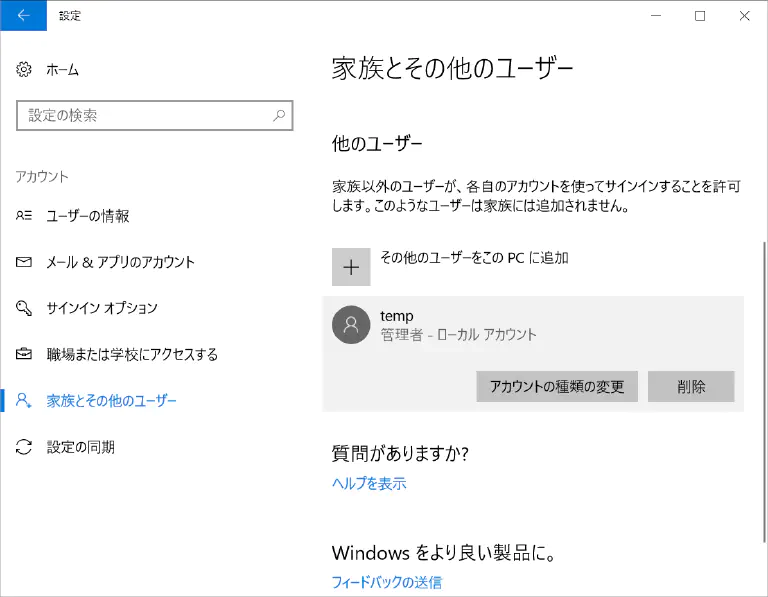 設定
ホーム
設定の検索
アカウント
ユーザーの情報
メール & アプリのアカウント
サインイン オプション
職場または学校にアクセスする
家族とその他のユーザー
設定の同期
家族とその他のユーザー
他のユーザー
家族以外のユーザーが、各自のアカウントを使ってサインインすることを許可
します。このようなユーザーは家族には追加されません。
その他のユーザーをこの PC に追加
temp
管理者 - ローカル アカウント
アカウントの種類の変更
削除
質問がありますか?
ヘルプを表示
Windows をより良い製品に。
フィードバックの送信